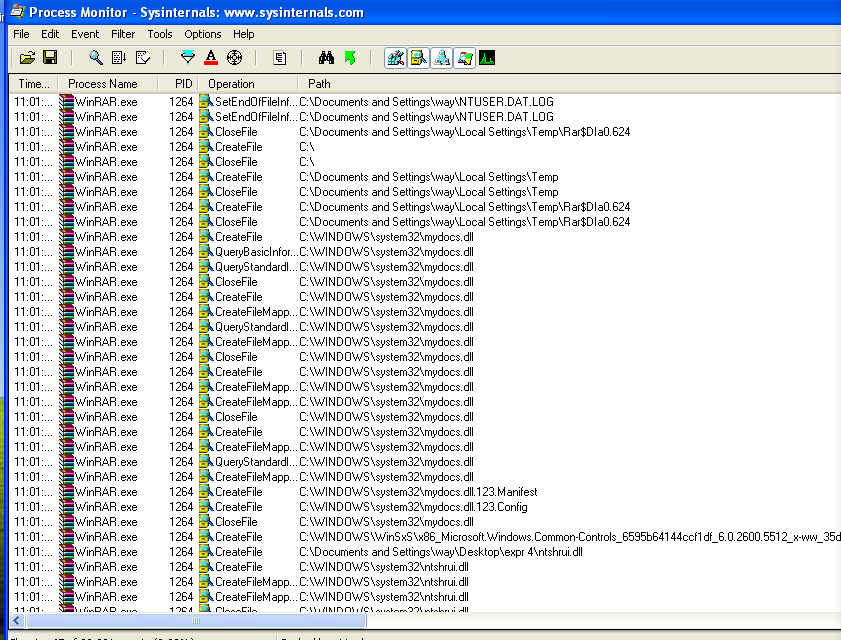 Process Monitor - Sysinternals: www.sysinternals.com
File Edit Event Filter Tools Options Help
Time... Process Name PID Operation Path
11:01:... WinRAR.exe 1264 SetEndOfFileInf... C:\Documents and Settings\way\NTUSER.DAT.LOG
11:01:... WinRAR.exe 1264 SetEndOfFileInf... C:\Documents and Settings\way\NTUSER.DAT.LOG
11:01:... WinRAR.exe 1264 CloseFile C:\Documents and Settings\way\Local Settings\Temp\Rar$DIa0.624
11:01:... WinRAR.exe 1264 CreateFile C:\
11:01:... WinRAR.exe 1264 CloseFile C:\
11:01:... WinRAR.exe 1264 CreateFile C:\Documents and Settings\way\Local Settings\Temp
11:01:... WinRAR.exe 1264 CloseFile C:\Documents and Settings\way\Local Settings\Temp
11:01:... WinRAR.exe 1264 CreateFile C:\Documents and Settings\way\Local Settings\Temp\Rar$DIa0.624
11:01:... WinRAR.exe 1264 CloseFile C:\Documents and Settings\way\Local Settings\Temp\Rar$DIa0.624
11:01:... WinRAR.exe 1264 CreateFile C:\WINDOWS\system32\mydocs.dll
11:01:... WinRAR.exe 1264 QueryBasicInfor... C:\WINDOWS\system32\mydocs.dll
11:01:... WinRAR.exe 1264 QueryStandardI... C:\WINDOWS\system32\mydocs.dll
11:01:... WinRAR.exe 1264 CloseFile C:\WINDOWS\system32\mydocs.dll
11:01:... WinRAR.exe 1264 CreateFile C:\WINDOWS\system32\mydocs.dll
11:01:... WinRAR.exe 1264 CreateFileMapp... C:\WINDOWS\system32\mydocs.dll
11:01:... WinRAR.exe 1264 QueryStandardI... C:\WINDOWS\system32\mydocs.dll
11:01:... WinRAR.exe 1264 CreateFileMapp... C:\WINDOWS\system32\mydocs.dll
11:01:... WinRAR.exe 1264 CloseFile C:\WINDOWS\system32\mydocs.dll
11:01:... WinRAR.exe 1264 CreateFile C:\WINDOWS\system32\mydocs.dll
11:01:... WinRAR.exe 1264 CreateFileMapp... C:\WINDOWS\system32\mydocs.dll
11:01:... WinRAR.exe 1264 CreateFileMapp... C:\WINDOWS\system32\mydocs.dll
11:01:... WinRAR.exe 1264 CloseFile C:\WINDOWS\system32\mydocs.dll
11:01:... WinRAR.exe 1264 CreateFile C:\WINDOWS\system32\mydocs.dll
11:01:... WinRAR.exe 1264 CreateFileMapp... C:\WINDOWS\system32\mydocs.dll
11:01:... WinRAR.exe 1264 QueryStandardI... C:\WINDOWS\system32\mydocs.dll
11:01:... WinRAR.exe 1264 CreateFileMapp... C:\WINDOWS\system32\mydocs.dll
11:01:... WinRAR.exe 1264 CreateFile C:\WINDOWS\system32\mydocs.dll.123.Manifest
11:01:... WinRAR.exe 1264 CreateFile C:\WINDOWS\system32\mydocs.dll.123.Config
11:01:... WinRAR.exe 1264 CloseFile C:\WINDOWS\system32\mydocs.dll
11:01:... WinRAR.exe 1264 CreateFile C:\WINDOWS\WinSxS\x86_Microsoft.Windows.Common-Controls_6595b64144ccf1df_6.0.2600.5512_x-ww_35d
11:01:... WinRAR.exe 1264 CreateFile C:\Documents and Settings\way\Desktop\expr 4\ntshrui.dll
11:01:... WinRAR.exe 1264 CreateFile C:\WINDOWS\system32\ntshrui.dll
11:01:... WinRAR.exe 1264 CreateFileMapp... C:\WINDOWS\system32\ntshrui.dll
11:01:... WinRAR.exe 1264 CreateFileMapp... C:\WINDOWS\system32\ntshrui.dll
11:01:... WinRAR.exe 1264 CloseFile C:\WINDOWS\system32\ntshrui.dll